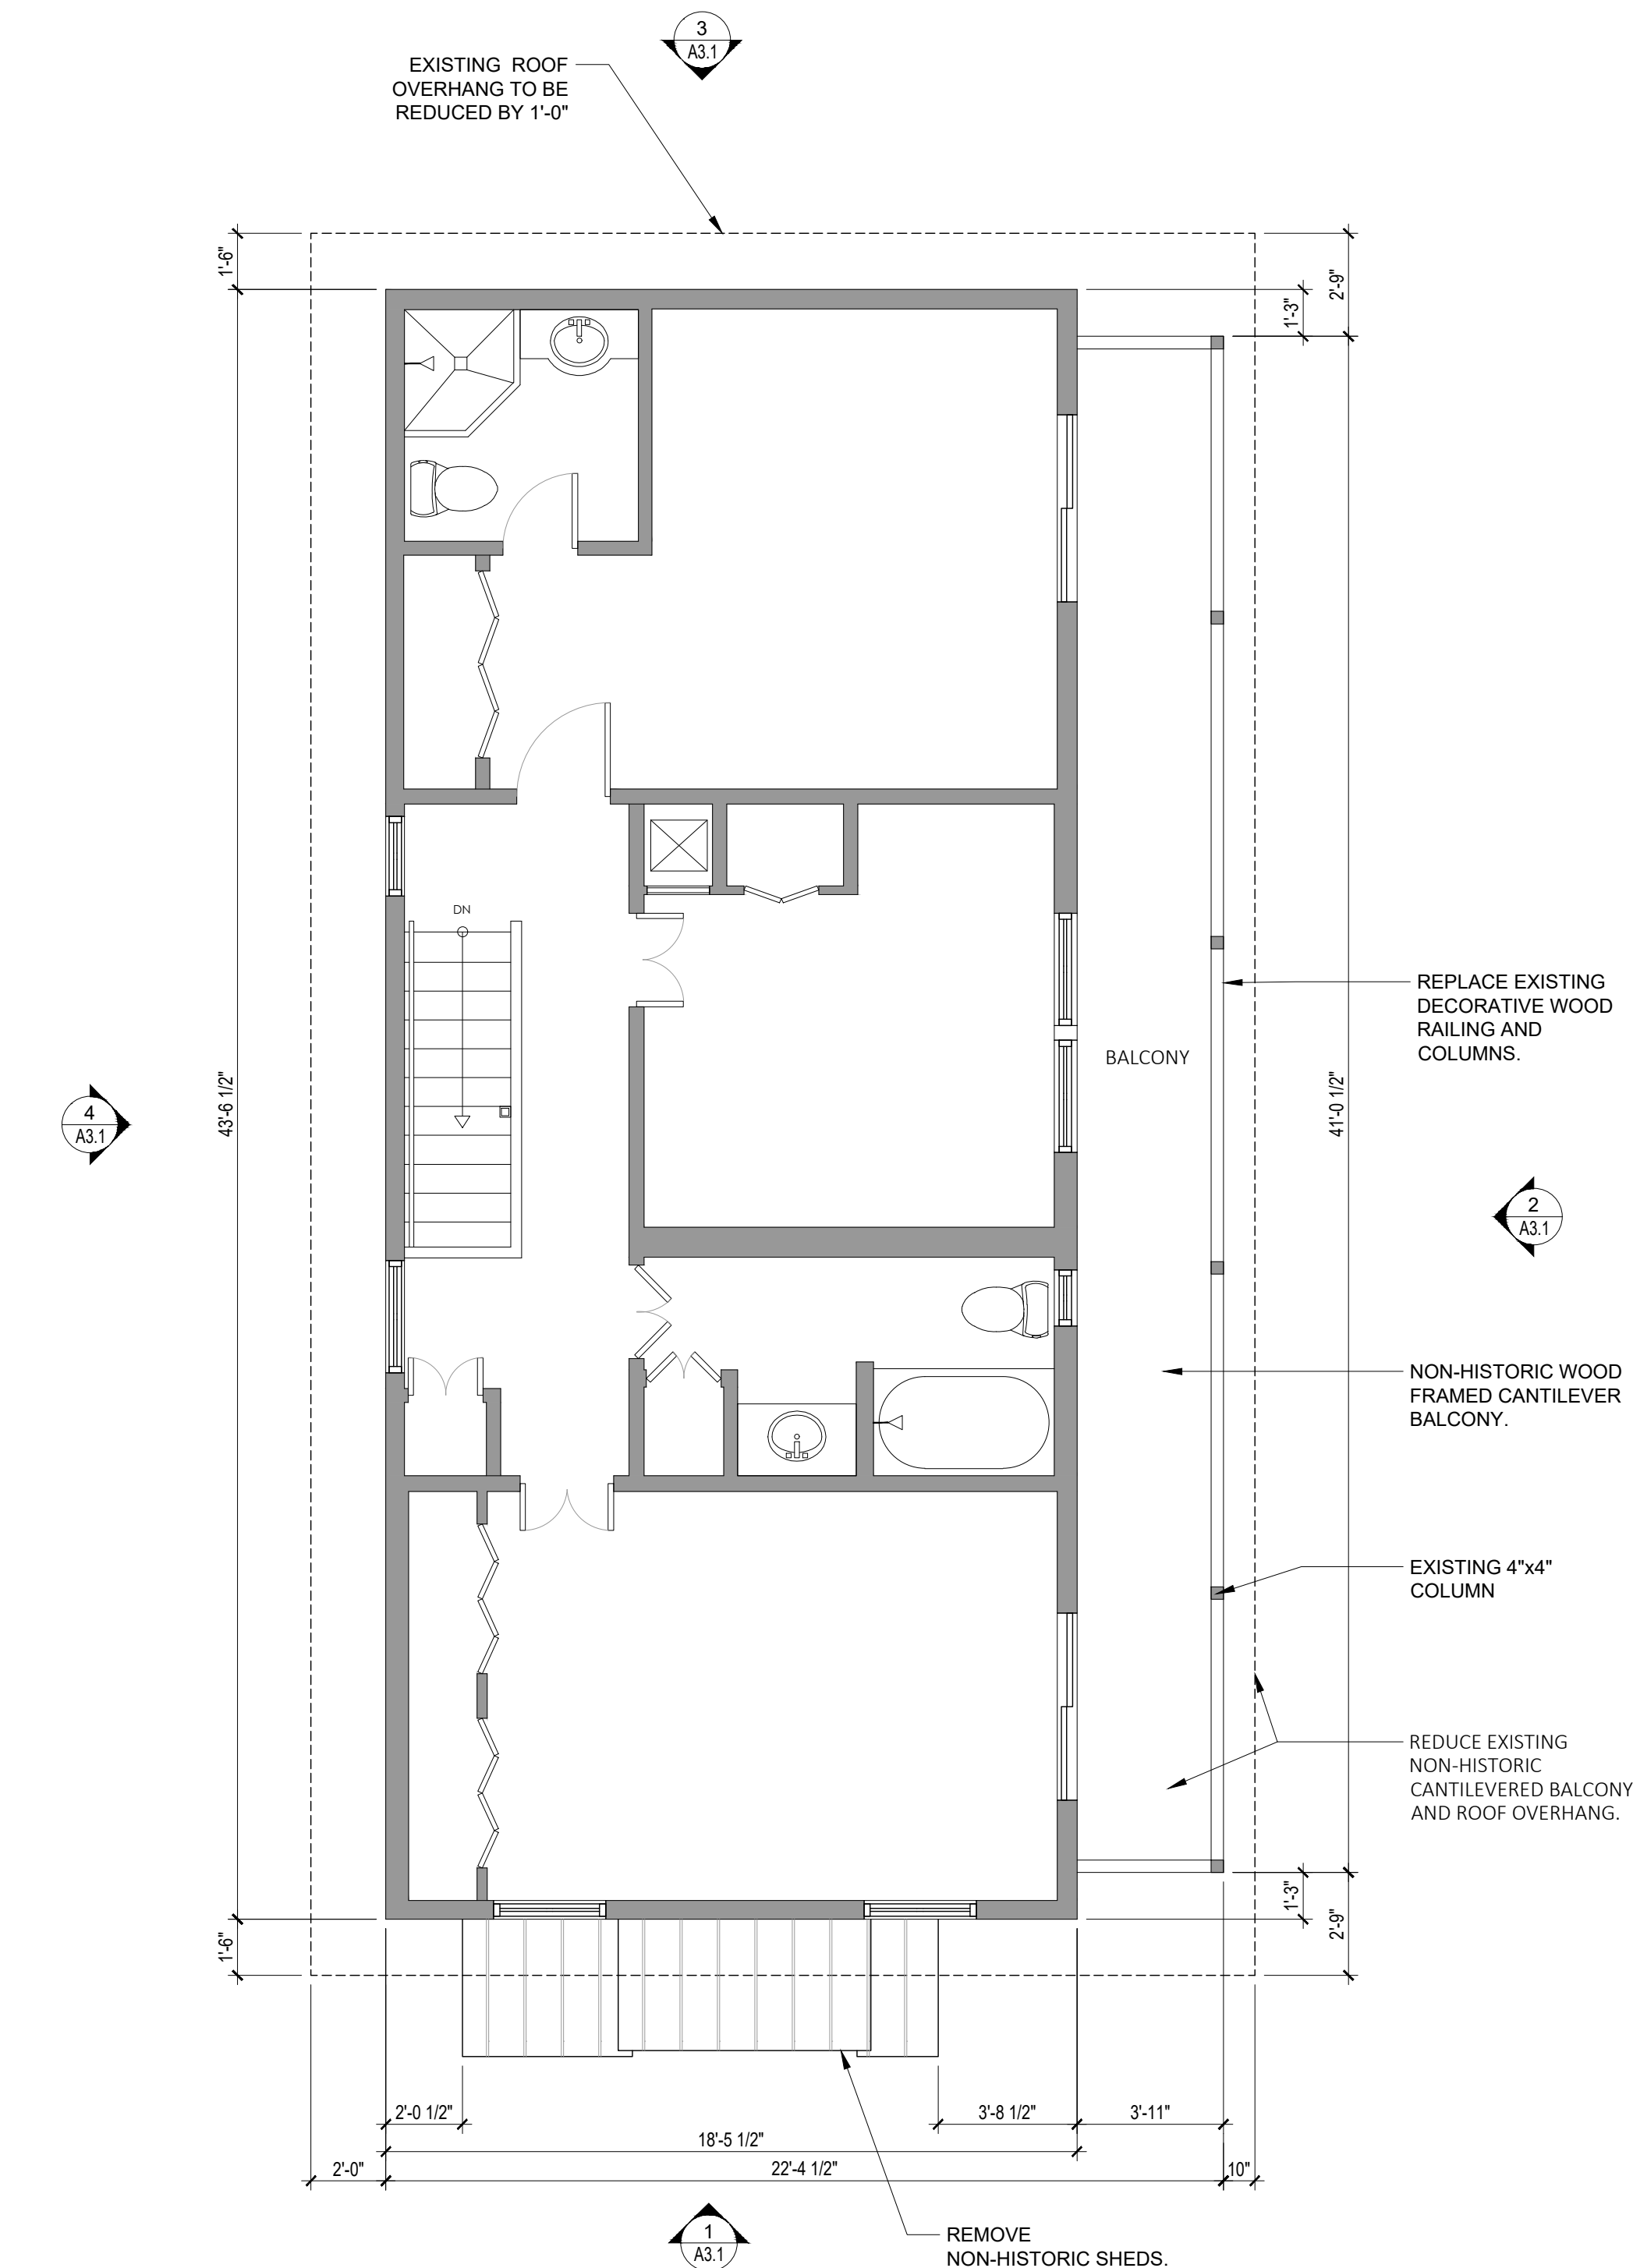 3
A3.1
EXISTING ROOF
OVERHANG TO BE
REDUCED BY 1'-0"
1'-6"
2'-9"
1'-3"
DN
BALCONY
REPLACE EXISTING
DECORATIVE WOOD
RAILING AND
COLUMNS.
43'-6 1/2"
41'-0 1/2"
4
A3.1
2
A3.1
NON-HISTORIC WOOD
FRAMED CANTILEVER
BALCONY.
EXISTING 4"x4"
COLUMN
REDUCE EXISTING
NON-HISTORIC
CANTILEVERED BALCONY
AND ROOF OVERHANG.
1'-3"
2'-9"
1'-6"
2'-0 1/2"
3'-8 1/2"
3'-11"
18'-5 1/2"
2'-0"
22'-4 1/2"
10"
1
A3.1
REMOVE
NON-HISTORIC SHEDS.